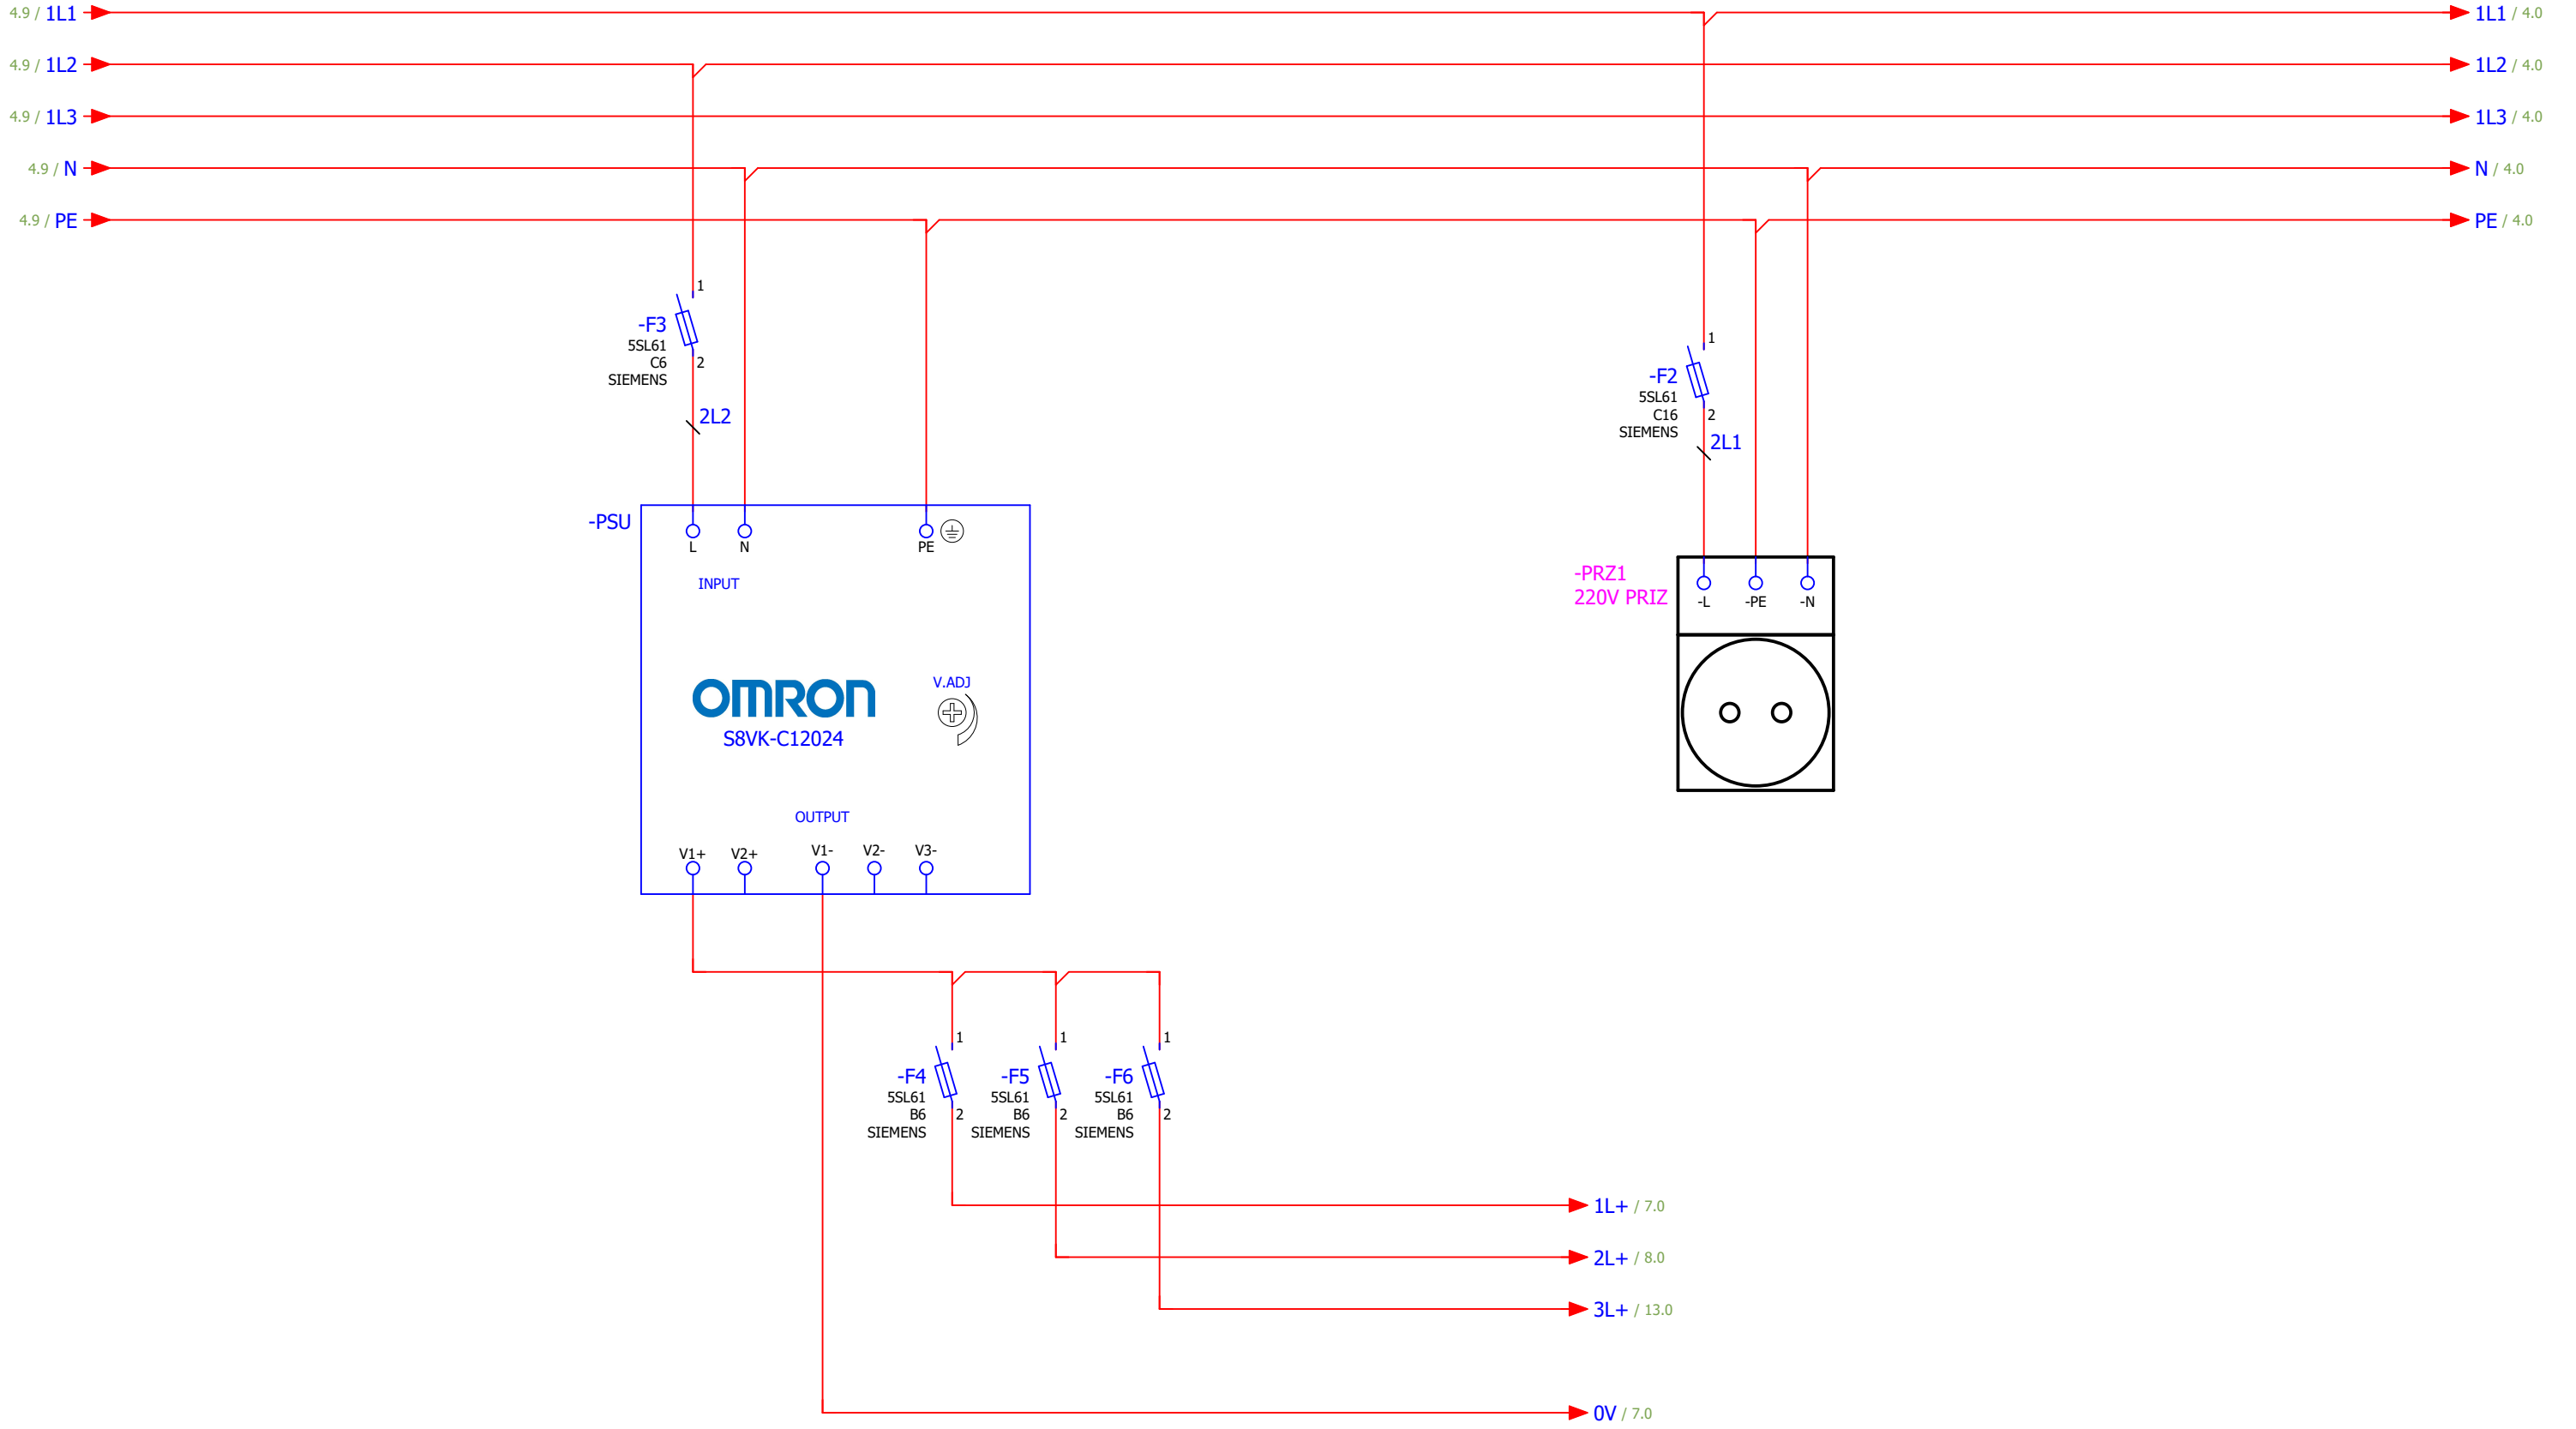 4.9 / 1L1
1L1 / 4.0
4.9 / 1L2
1L2 / 4.0
4.9 / 1L3
1L3 / 4.0
4.9 / N
N / 4.0
4.9 / PE
PE / 4.0
1
-F3
5SL61
C6
2
SIEMENS
2L2
1
-F2
5SL61
C16
2
SIEMENS
2L1
-PSU
L
N
PE
INPUT
OMRON
S8VK-C12024
V.ADJ
OUTPUT
V1+
V2+
V1-
V2-
V3-
-PRZ1
220V PRIZ
-L
-PE
-N
1
-F4
5SL61
B6
2
SIEMENS
1
-F5
5SL61
B6
2
SIEMENS
1
-F6
5SL61
B6
2
SIEMENS
1L+ / 7.0
2L+ / 8.0
3L+ / 13.0
0V / 7.0